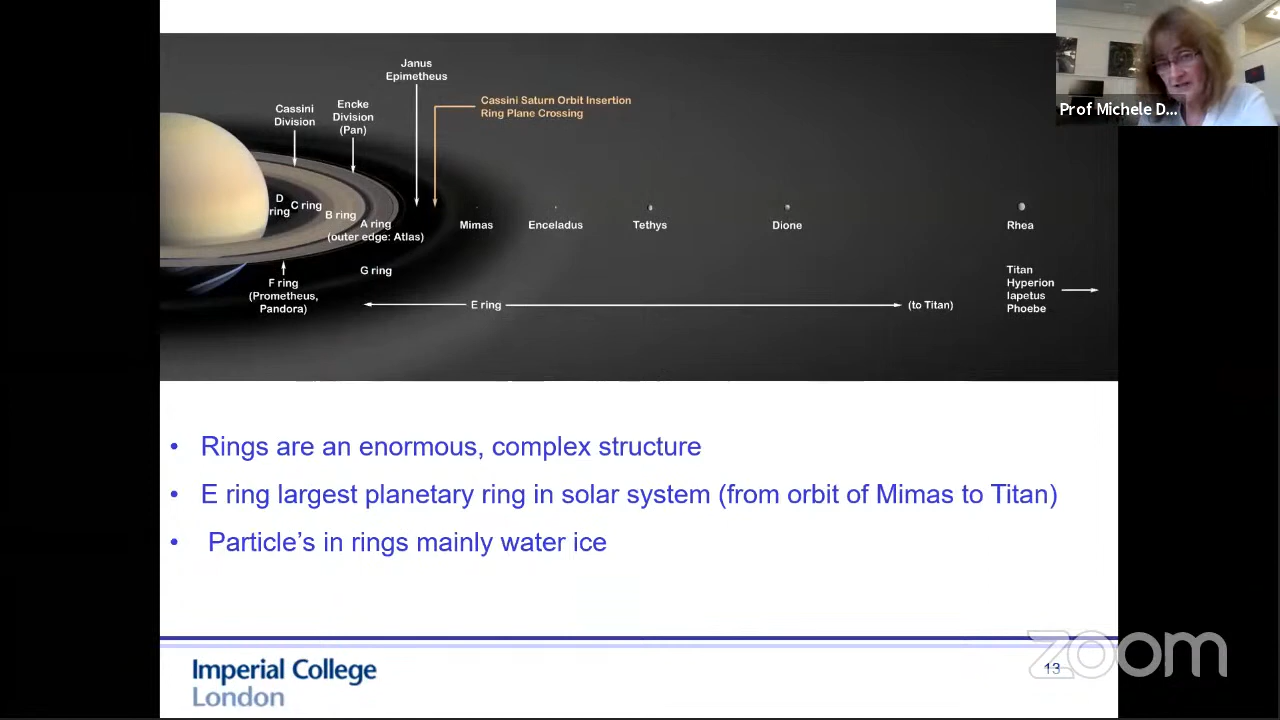 Janus
Epimetheus
Cassini Saturn Orbit Insertion
Ring Plane Crossing
Encke
Division
(Pan)
Cassini
Division
Prof Michele D...
D
ring
C ring
B ring
A ring
(outer edge: Atlas)
Mimas
Enceladus
Tethys
Dione
Rhea
G ring
F ring
(Prometheus,
Pandora)
E ring
(to Titan)
Titan
Hyperion
Iapetus
Phoebe
• Rings are an enormous, complex structure
• E ring largest planetary ring in solar system (from orbit of Mimas to Titan)
• Particle’s in rings mainly water ice
Imperial College
London
13
zoom